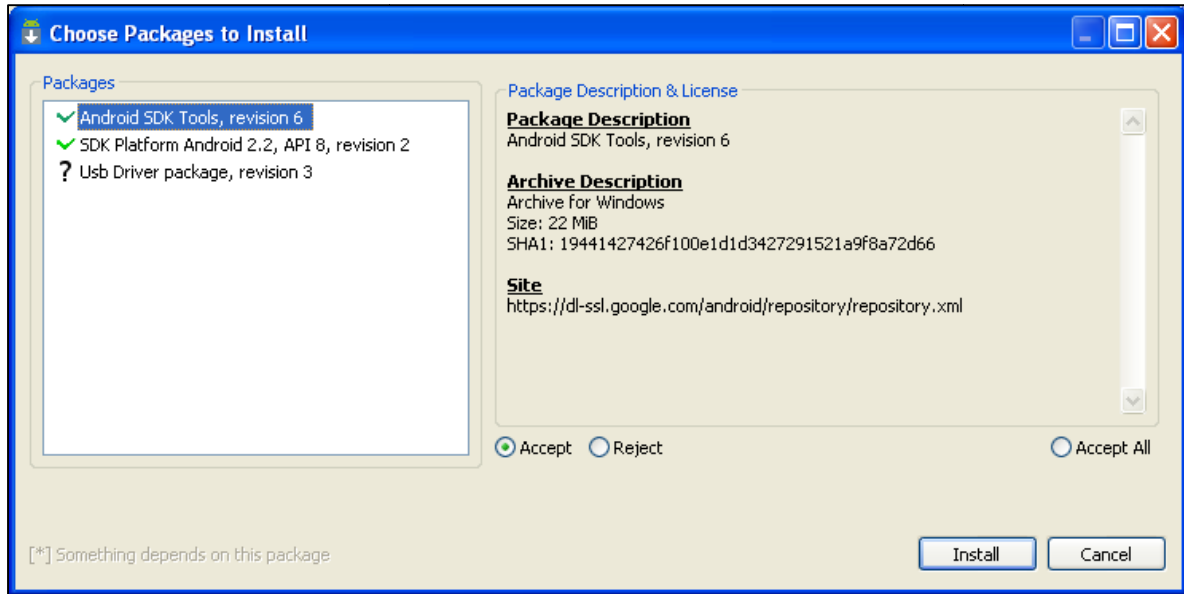 Choose Packages to Install
Packages
Android SDK Tools, revision 6
SDK Platform Android 2.2, API 8, revision 2
? Usb Driver package, revision 3
Package Description & License
Package Description
Android SDK Tools, revision 6
Archive Description
Archive for Windows
Size: 22 MiB
SHA1: 19441427426f100e1d1d3427291521a9f8a72d66
Site
https://dl-ssl.google.com/android/repository/repository.xml
Accept Reject Accept All
[*] Something depends on this package
Install Cancel